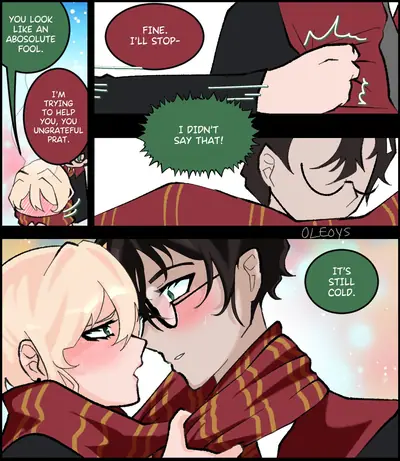 YOU LOOK
LIKE AN
ABOSOLUTE
FOOL.
I'M
TRYING
TO HELP
YOU, YOU
UNGRATEFUL
PRAT.
FINE.
I'LL STOP-
I DIDN'T
SAY THAT!
OLEOYS
IT'S
STILL
COLD.